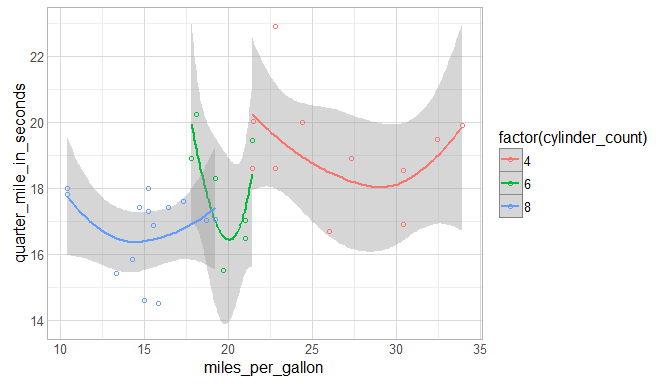 22
20
18
16
14
quarter_mile_in_seconds
10 15 20 25 30 35
miles_per_gallon
factor(cylinder_count)
4
6
8